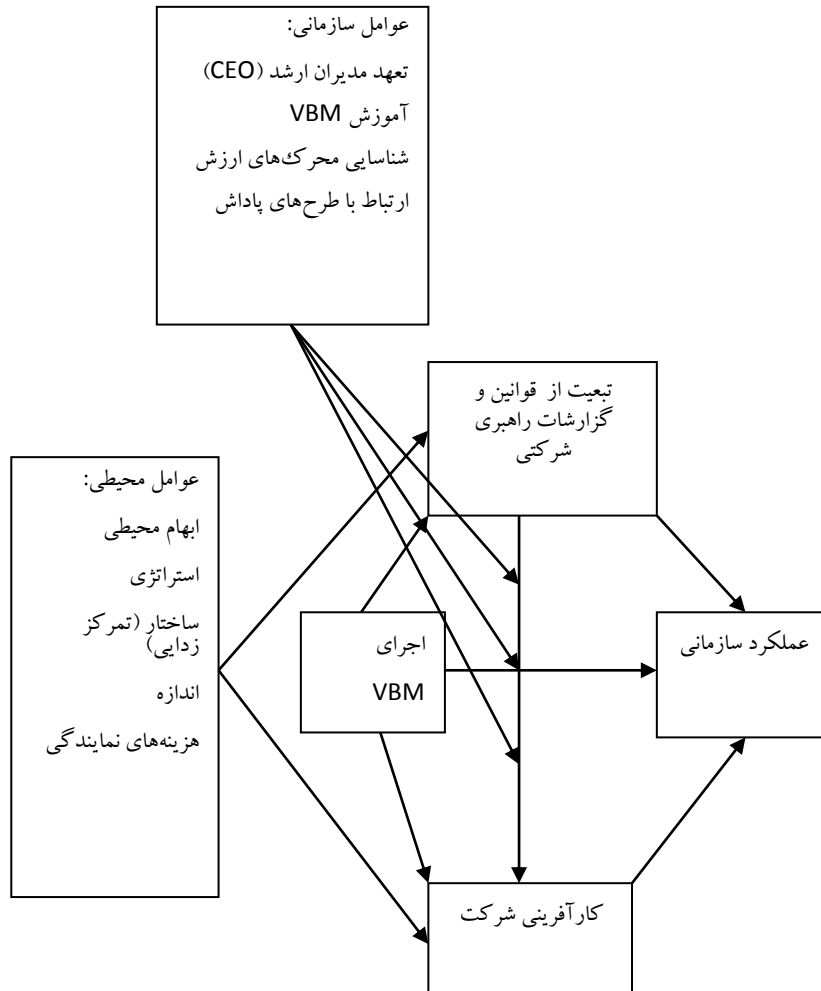 عوامل سازمانی:
تعهد مدیران ارشد (CEO)
آموزش VBM
شناسایی محرك‌های ارزش
ارتباط با طرح‌های پاداش
تبعیت از قوانین و
گزارشات راهبری
شرکتی
عوامل محیطی:
ابهام محیطی
استراتژی
ساختار (تمرکز
زدایی)
اندازه
هزینه‌های نمایندگی
اجرای
VBM
عملکرد سازمانی
کارآفرینی شرکت